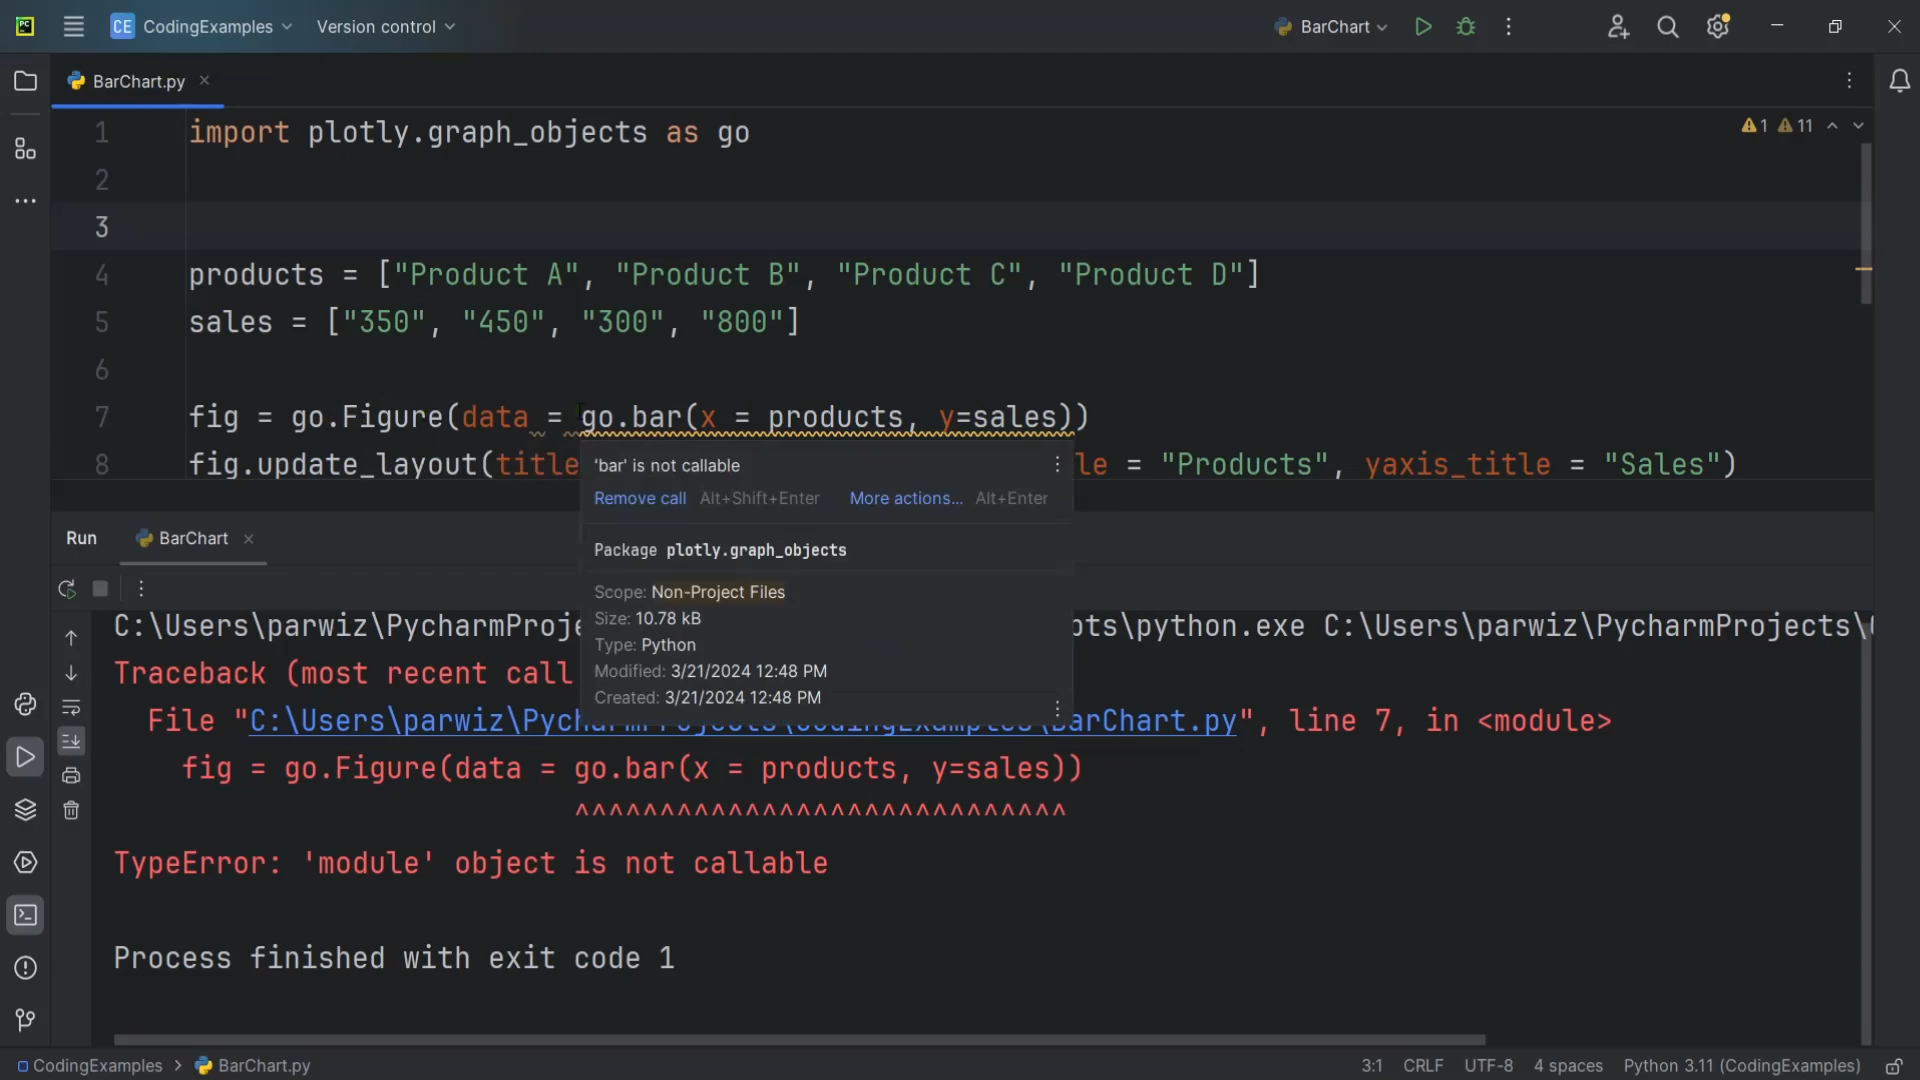 CE CodingExamples Version control BarChart
BarChart.py
1 import plotly.graph_objects as go
1 11
2
3
4 products = ["Product A", "Product B", "Product C", "Product D"]
5 sales = ["350", "450", "300", "800"]
6
7 fig = go.Figure(data = go.bar(x = products, y=sales))
8 fig.update_layout(title le = "Products", yaxis_title = "Sales")
'bar' is not callable
Remove call Alt+Shift+Enter More actions... Alt+Enter
Package plotly.graph_objects
Scope: Non-Project Files
Size: 10.78 kB
Type: Python
Modified: 3/21/2024 12:48 PM
Created: 3/21/2024 12:48 PM
Run BarChart
C:\Users\parwiz\PycharmProje pts\python.exe C:\Users\parwiz\PycharmProjects\
Traceback (most recent call
File "C:\Users\parwiz\PycharmProjects\CodingExamples\BarChart.py", line 7, in <module>
fig = go.Figure(data = go.bar(x = products, y=sales))
^^^^^^^^^^^^^^^^^^^^^^^^^^^^^
TypeError: 'module' object is not callable
Process finished with exit code 1
CodingExamples > BarChart.py 3:1 CRLF UTF-8 4 spaces Python 3.11 (CodingExamples)